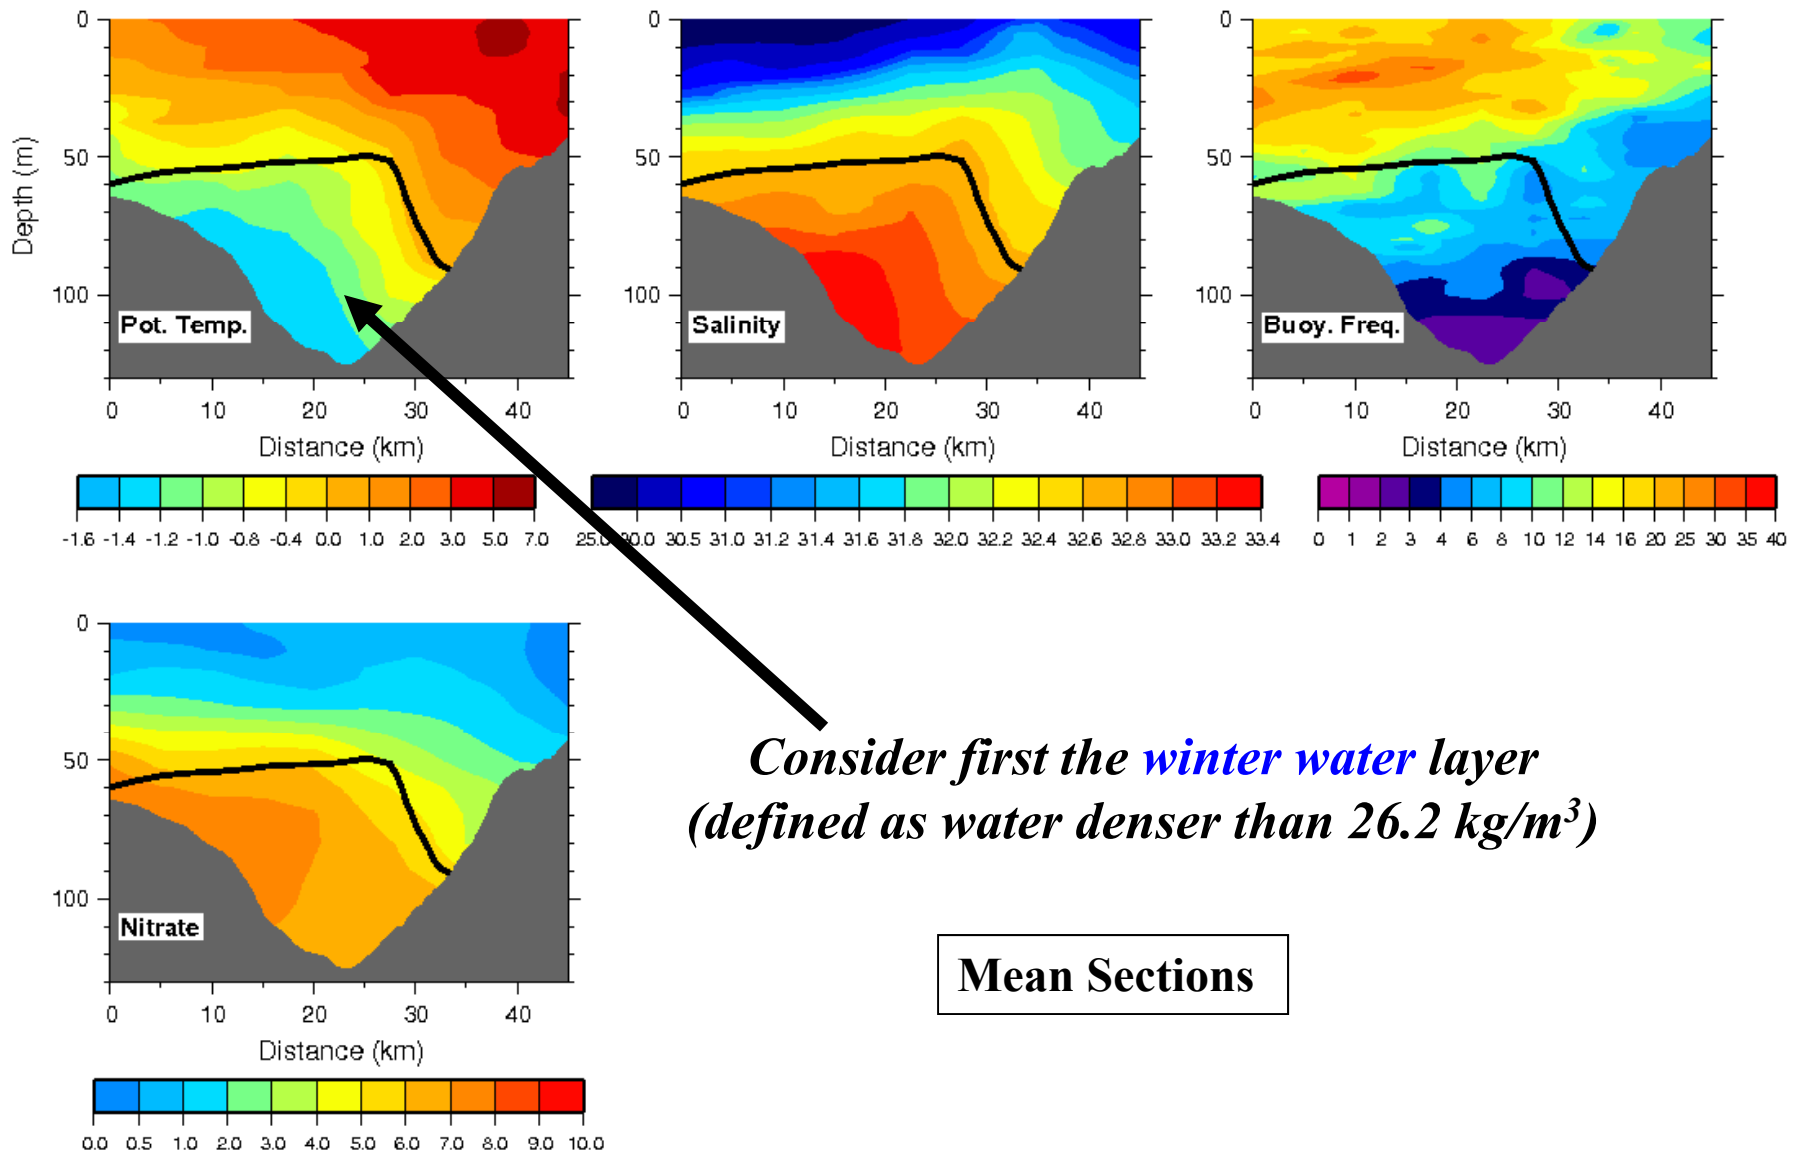 0
50
100
Depth (m)
Pot. Temp.
0 10 20 30 40
Distance (km)
-1.6 -1.4 -1.2 -1.0 -0.8 -0.4 0.0 1.0 2.0 3.0 5.0 7.0
0
50
100
Salinity
0 10 20 30 40
Distance (km)
25.0 30.0 30.5 31.0 31.2 31.4 31.6 31.8 32.0 32.2 32.4 32.6 32.8 33.0 33.2 33.4
0
50
100
Buoy. Freq.
0 10 20 30 40
Distance (km)
0 1 2 3 4 6 8 10 12 14 16 20 25 30 35 40
0
50
100
Nitrate
0 10 20 30 40
Distance (km)
0.0 0.5 1.0 2.0 3.0 4.0 5.0 6.0 7.0 8.0 9.0 10.0
Consider first the winter water layer
(defined as water denser than 26.2 kg/m³)
Mean Sections